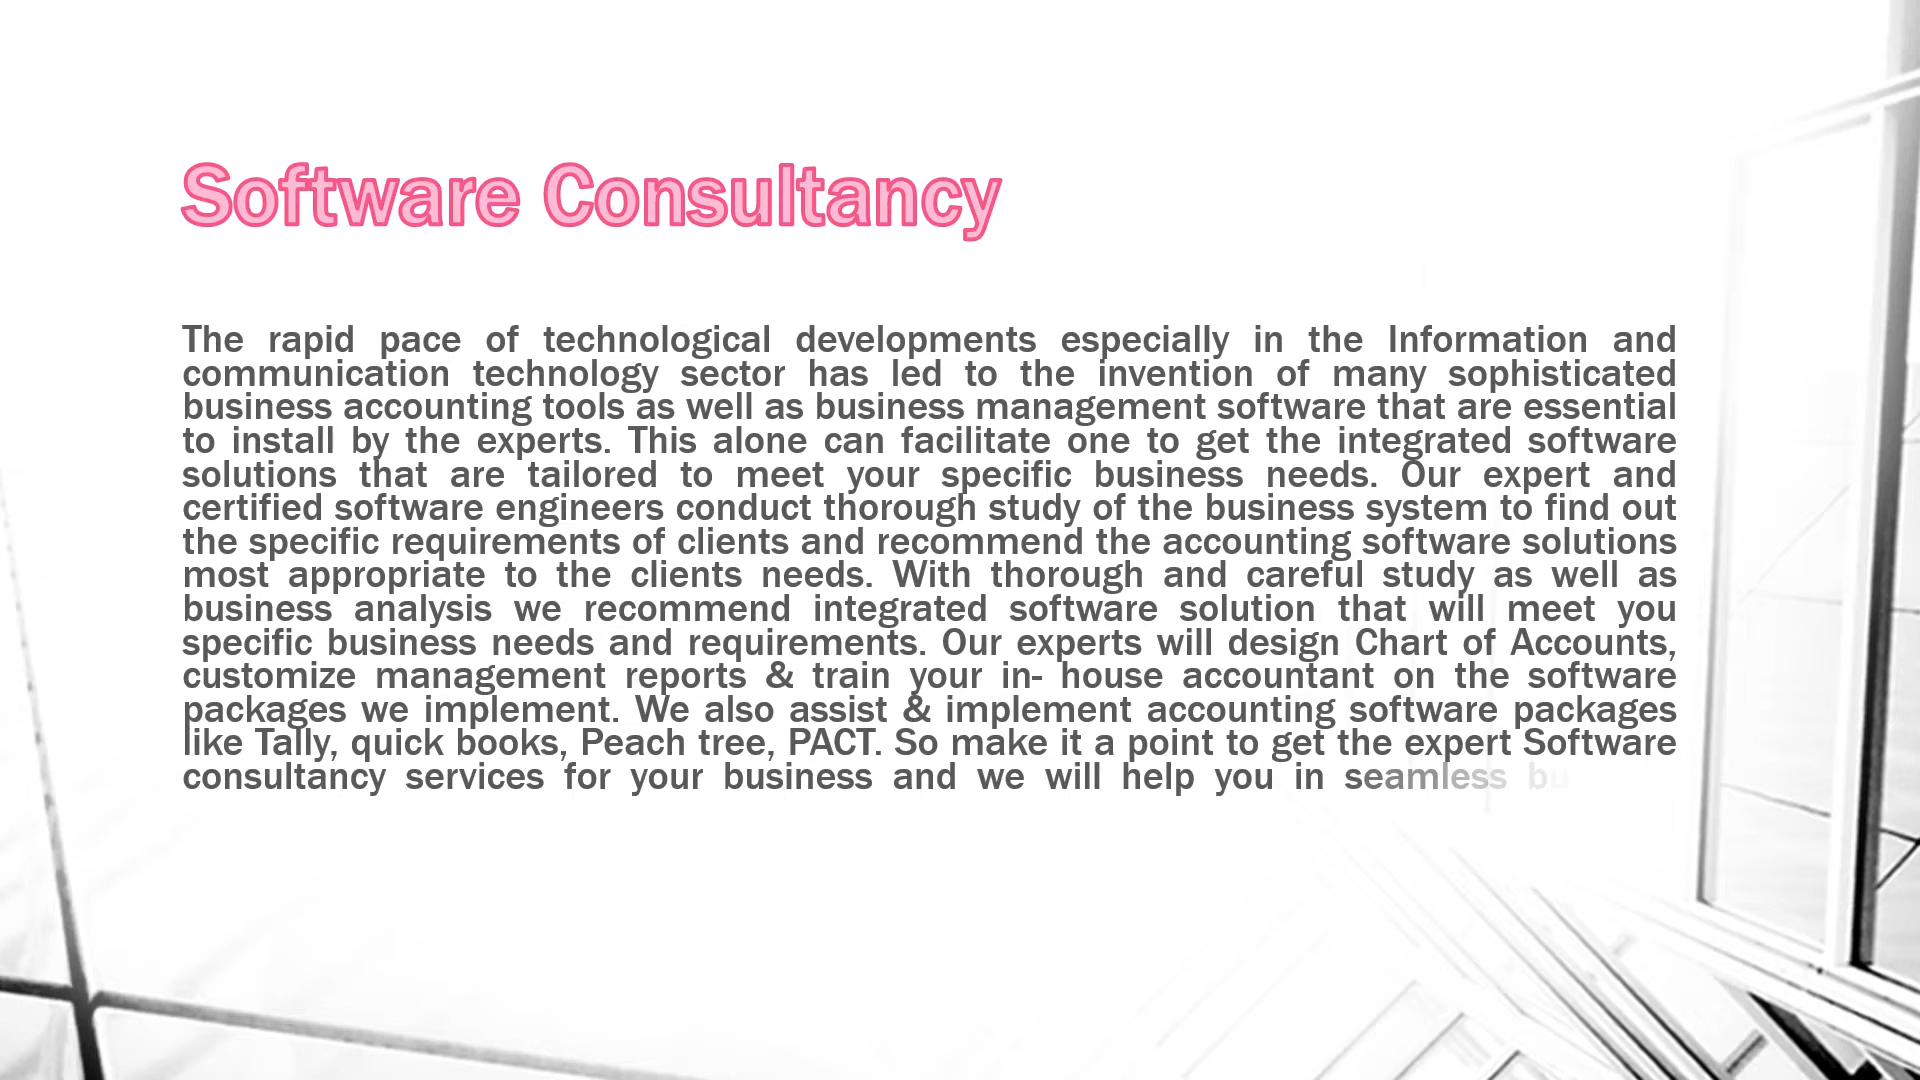 Software Consultancy
The rapid pace of technological developments especially in the Information and
communication technology sector has led to the invention of many sophisticated
business accounting tools as well as business management software that are essential
to install by the experts. This alone can facilitate one to get the integrated software
solutions that are tailored to meet your specific business needs. Our expert and
certified software engineers conduct thorough study of the business system to find out
the specific requirements of clients and recommend the accounting software solutions
most appropriate to the clients needs. With thorough and careful study as well as
business analysis we recommend integrated software solution that will meet you
specific business needs and requirements. Our experts will design Chart of Accounts,
customize management reports & train your in- house accountant on the software
packages we implement. We also assist & implement accounting software packages
like Tally, quick books, Peach tree, PACT. So make it a point to get the expert Software
consultancy services for your business and we will help you in seamless